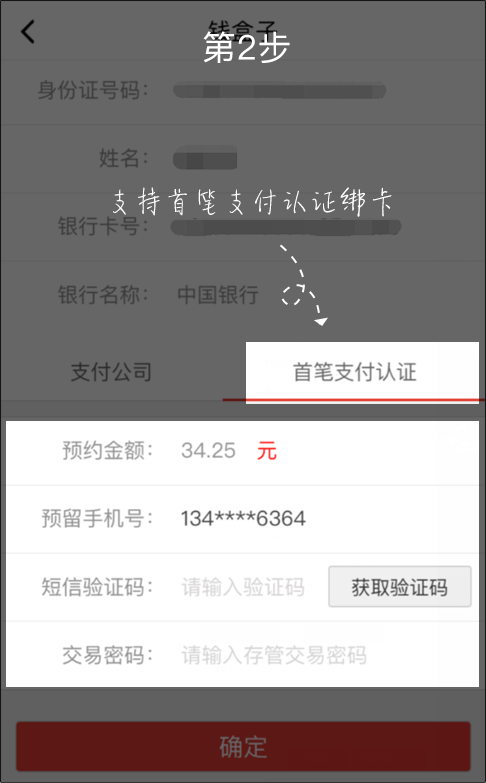 钱盒子
第2步
身份证号码：
姓名：
支持首笔支付认证绑卡
银行卡号：
银行名称： 中国银行
支付公司 首笔支付认证
预约金额： 34.25 元
预留手机号： 134****6364
短信验证码： 请输入验证码 获取验证码
交易密码： 请输入存管交易密码
确定